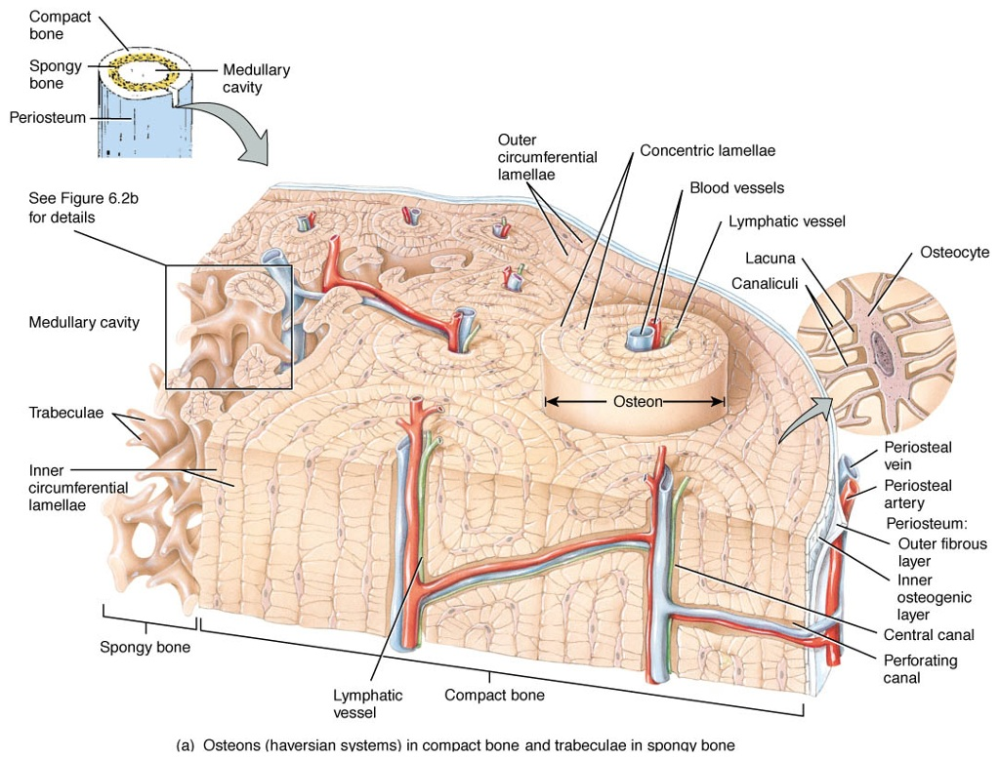 Compact
bone
Spongy
bone
Medullary
cavity
Periosteum
See Figure 6.2b
for details
Outer
circumferential
lamellae
Concentric lamellae
Blood vessels
Lymphatic vessel
Lacuna
Canaliculi
Osteocyte
Medullary cavity
Osteon
Trabeculae
Inner
circumferential
lamellae
Periosteal
vein
Periosteal
artery
Periosteum:
Outer fibrous
layer
Inner
osteogenic
layer
Central canal
Perforating
canal
Spongy bone
Lymphatic
vessel
Compact bone
(a) Osteons (haversian systems) in compact bone and trabeculae in spongy bone